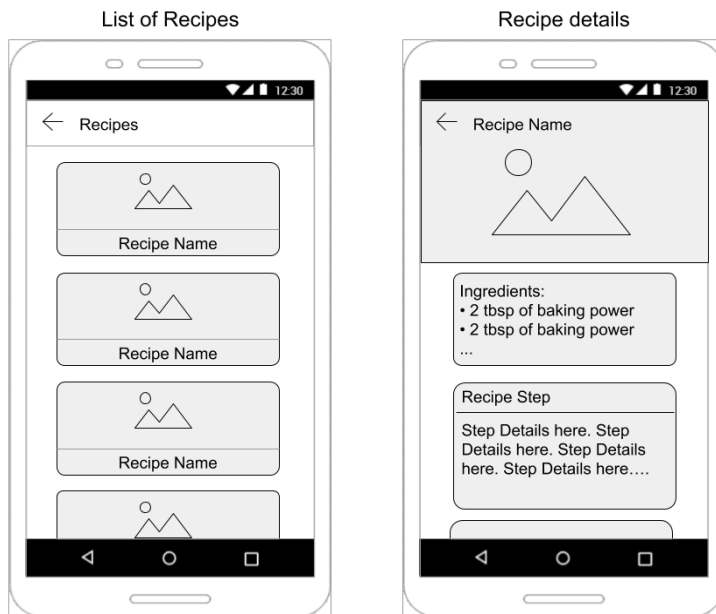 List of Recipes
12:30
Recipes
Recipe Name
Recipe Name
Recipe Name
Recipe details
12:30
Recipe Name
Ingredients:
• 2 tbsp of baking power
• 2 tbsp of baking power
...
Recipe Step
Step Details here. Step
Details here. Step Details
here. Step Details here….